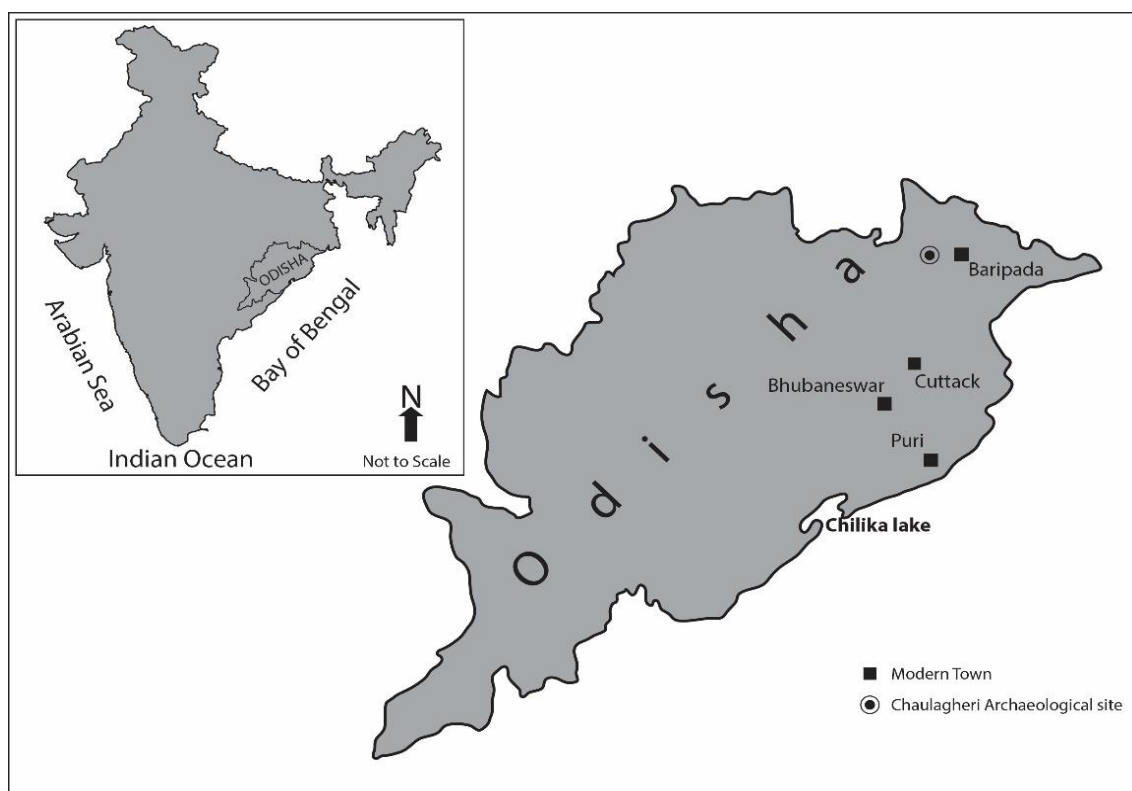 ODISHA
Arabian Sea
Bay of Bengal
N
Indian Ocean
Not to Scale
Odisha
Baripada
Cuttack
Bhubaneswar
Puri
Chilika lake
Modern Town
Chaulagheri Archaeological site